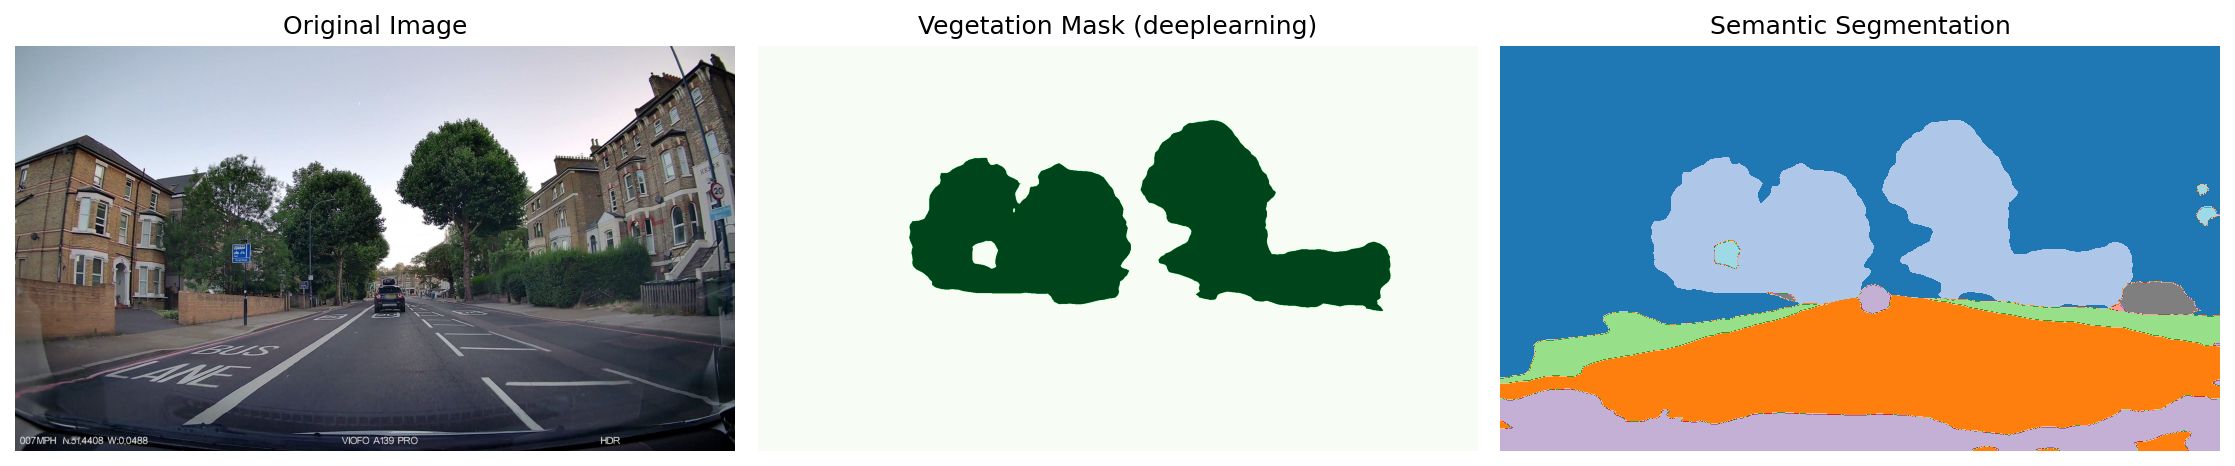 Original Image
Vegetation Mask (deeplearning)
Semantic Segmentation
20
BUS
LANE
007MPH N:51.4408 W:0.0488
VIOFO A139 PRO
HDR